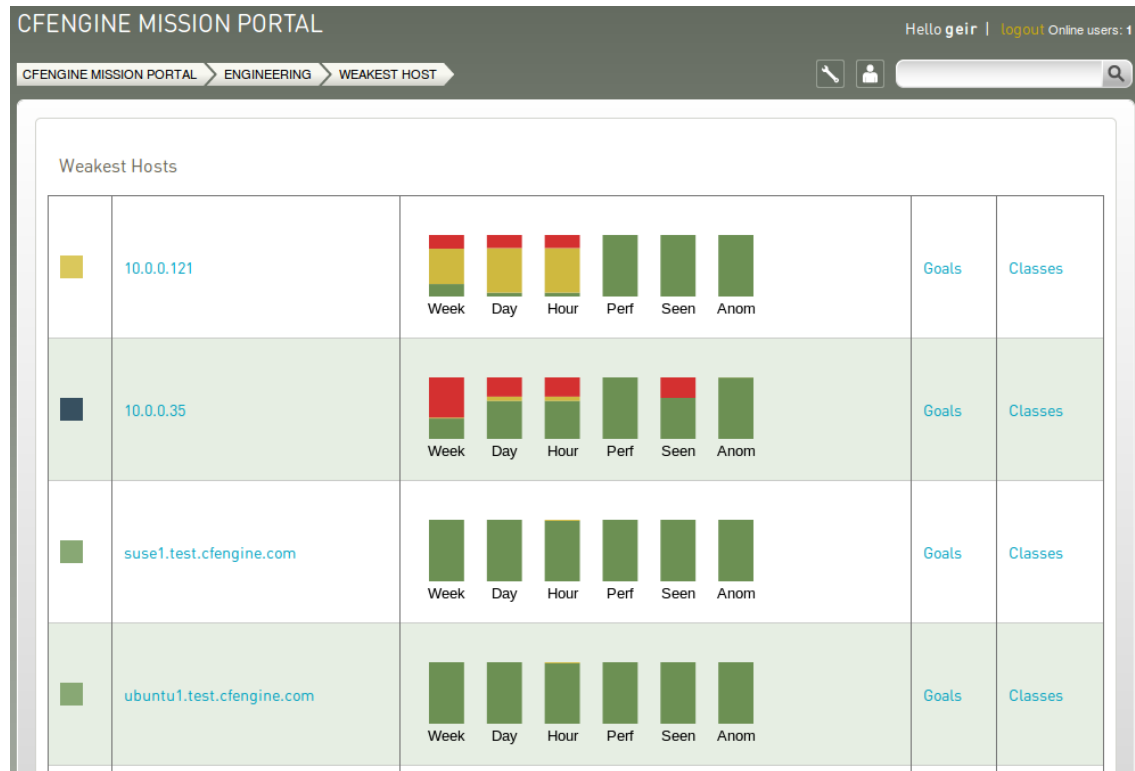 CFENGINE MISSION PORTAL
Hello geir | logout Online users: 1
CFENGINE MISSION PORTAL ENGINEERING WEAKEST HOST
Weakest Hosts
10.0.0.121
Week Day Hour Perf Seen Anom
Goals
Classes
10.0.0.35
Week Day Hour Perf Seen Anom
Goals
Classes
suse1.test.cfengine.com
Week Day Hour Perf Seen Anom
Goals
Classes
ubuntu1.test.cfengine.com
Week Day Hour Perf Seen Anom
Goals
Classes